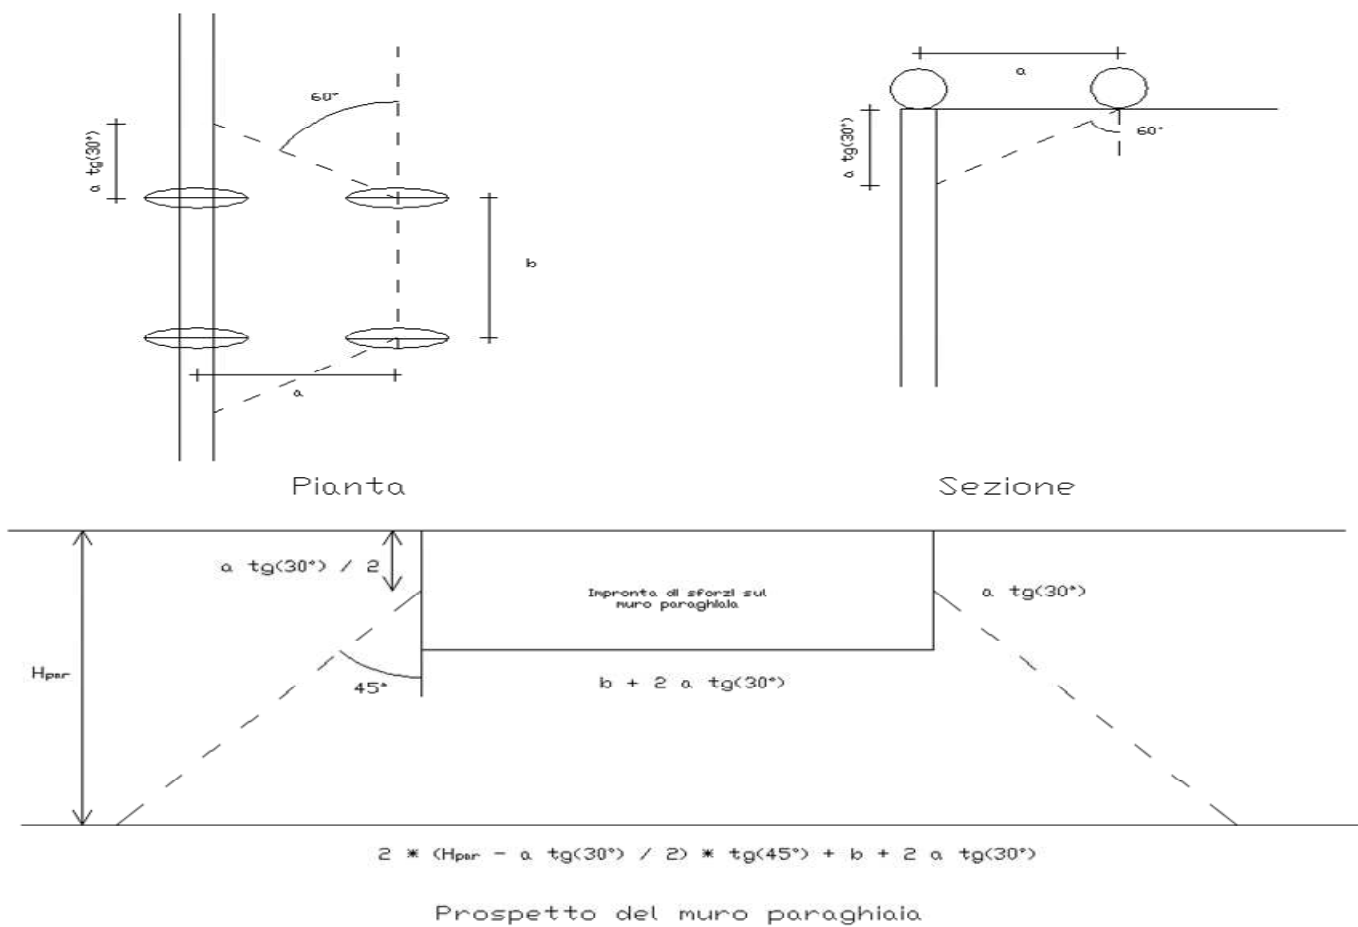 60°
a tg(30°)
b
a
Pianta
a
a tg(30°)
60°
Sezione
a tg(30°) / 2
Impronta di sforzi sul
muro paraghiaia
a tg(30°)
Hpar
45°
b + 2 a tg(30°)
2 * (Hpar - a tg(30°) / 2) * tg(45°) + b + 2 a tg(30°)
Prospetto del muro paraghiaia